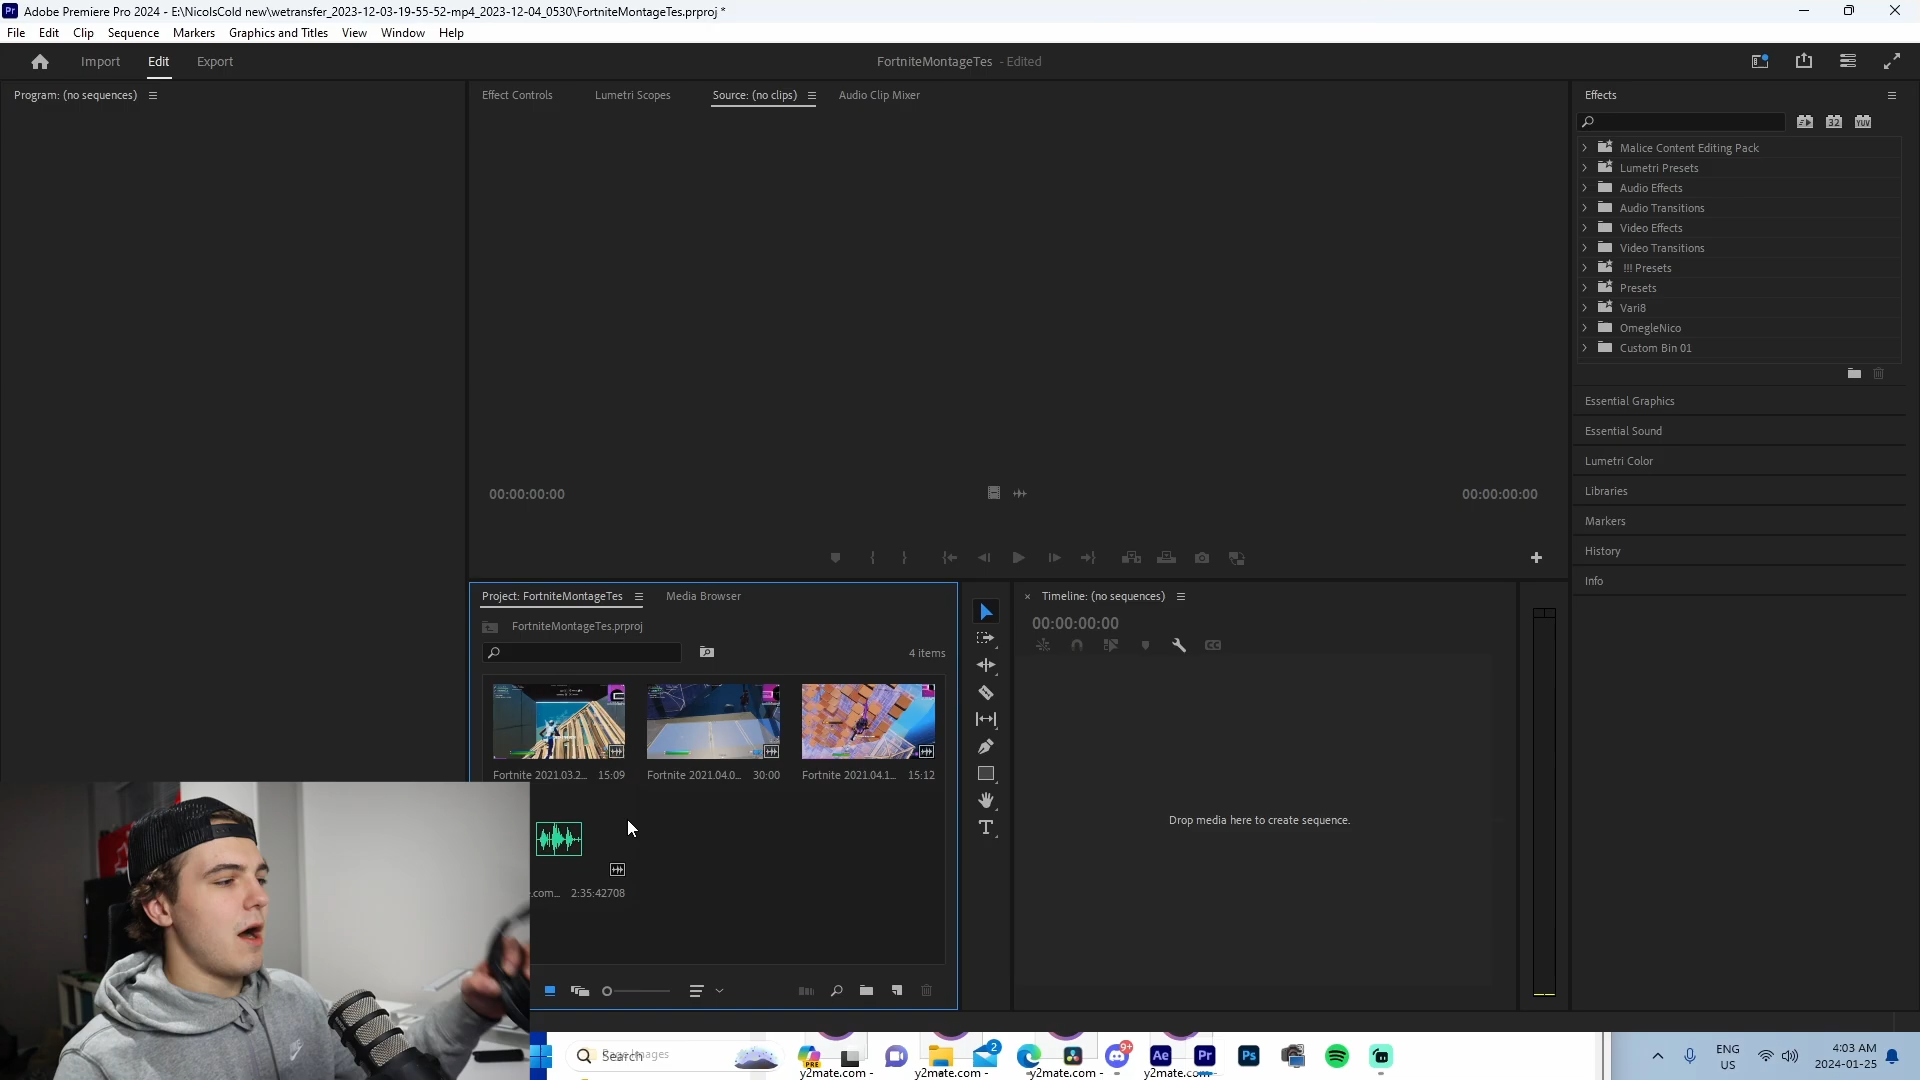 Adobe Premiere Pro 2024 - E:\NicolsCold new\wetransfer_2023-12-03-19-55-52-mp4_2023-12-04_0530\FortniteMontageTes.prproj *
File Edit Clip Sequence Markers Graphics and Titles View Window Help
Import Edit Export
FortniteMontageTes - Edited
Program: (no sequences)
Effect Controls Lumetri Scopes Source: (no clips) Audio Clip Mixer
00:00:00:00
00:00:00:00
Effects
Malice Content Editing Pack
Lumetri Presets
Audio Effects
Audio Transitions
Video Effects
Video Transitions
!!! Presets
Presets
Vari8
OmegleNico
Custom Bin 01
Essential Graphics
Essential Sound
Lumetri Color
Libraries
Markers
History
Info
Project: FortniteMontageTes Media Browser
FortniteMontageTes.prproj
4 items
Fortnite 2021.03.2... 15:09
Fortnite 2021.04.0... 30:00
Fortnite 2021.04.1... 15:12
.com... 2:35:42708
Timeline: (no sequences)
00:00:00:00
Drop media here to create sequence.
Search
y2mate.com -
y2mate.com -
y2mate.com -
y2mate.com -
ENG
US
4:03 AM
2024-01-25